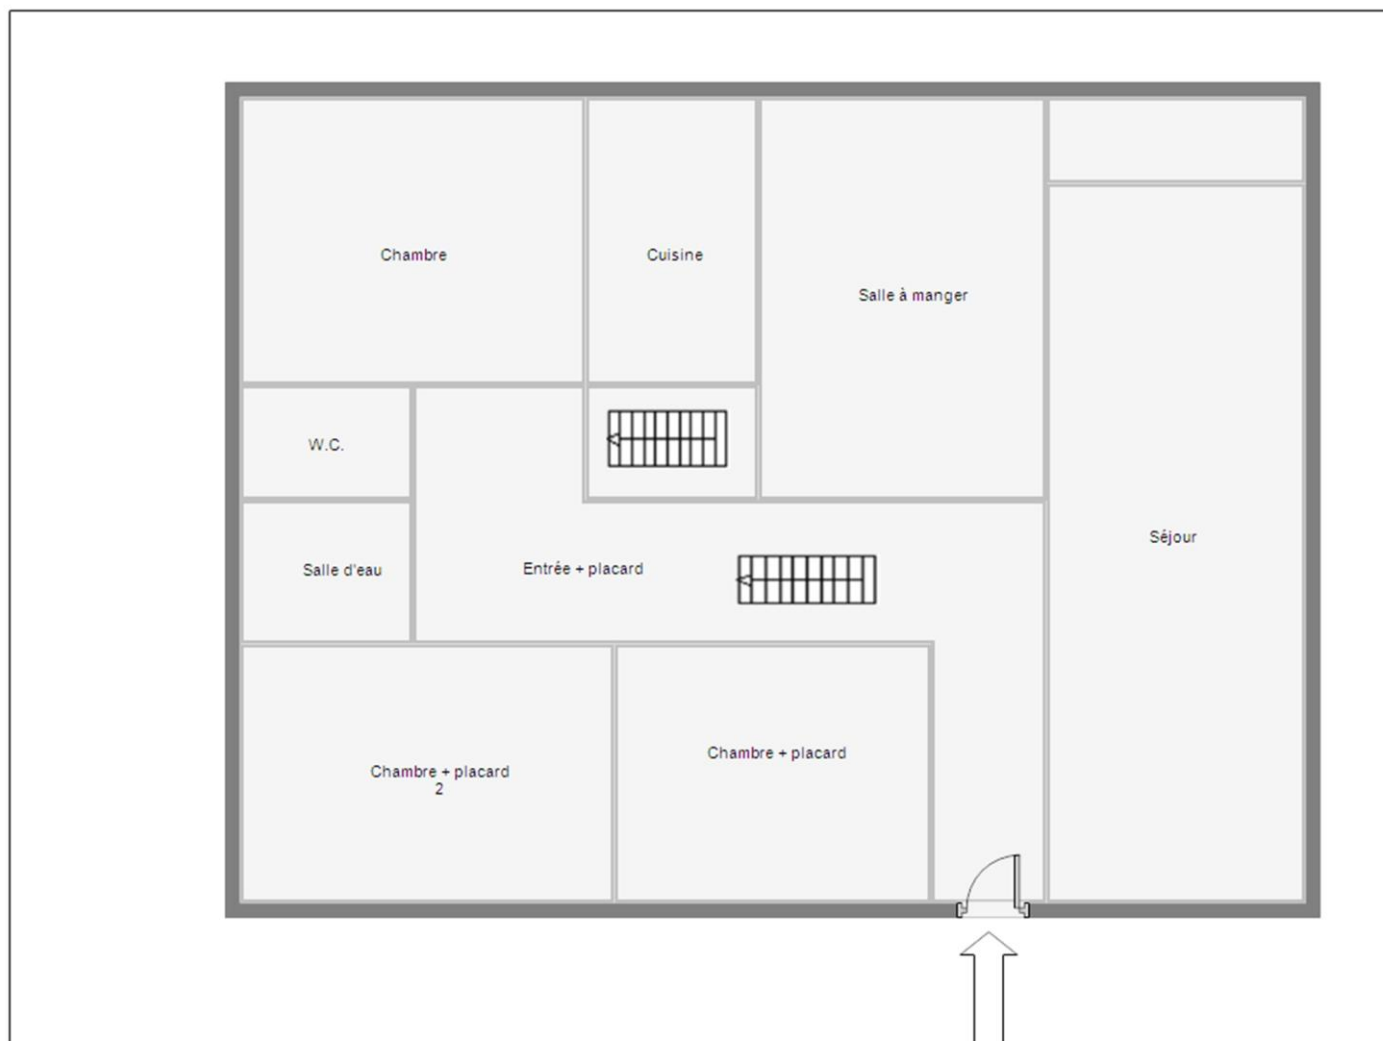 Chambre
Cuisine
Salle à manger
W.C.
Séjour
Salle d'eau
Entrée + placard
Chambre + placard
Chambre + placard
2